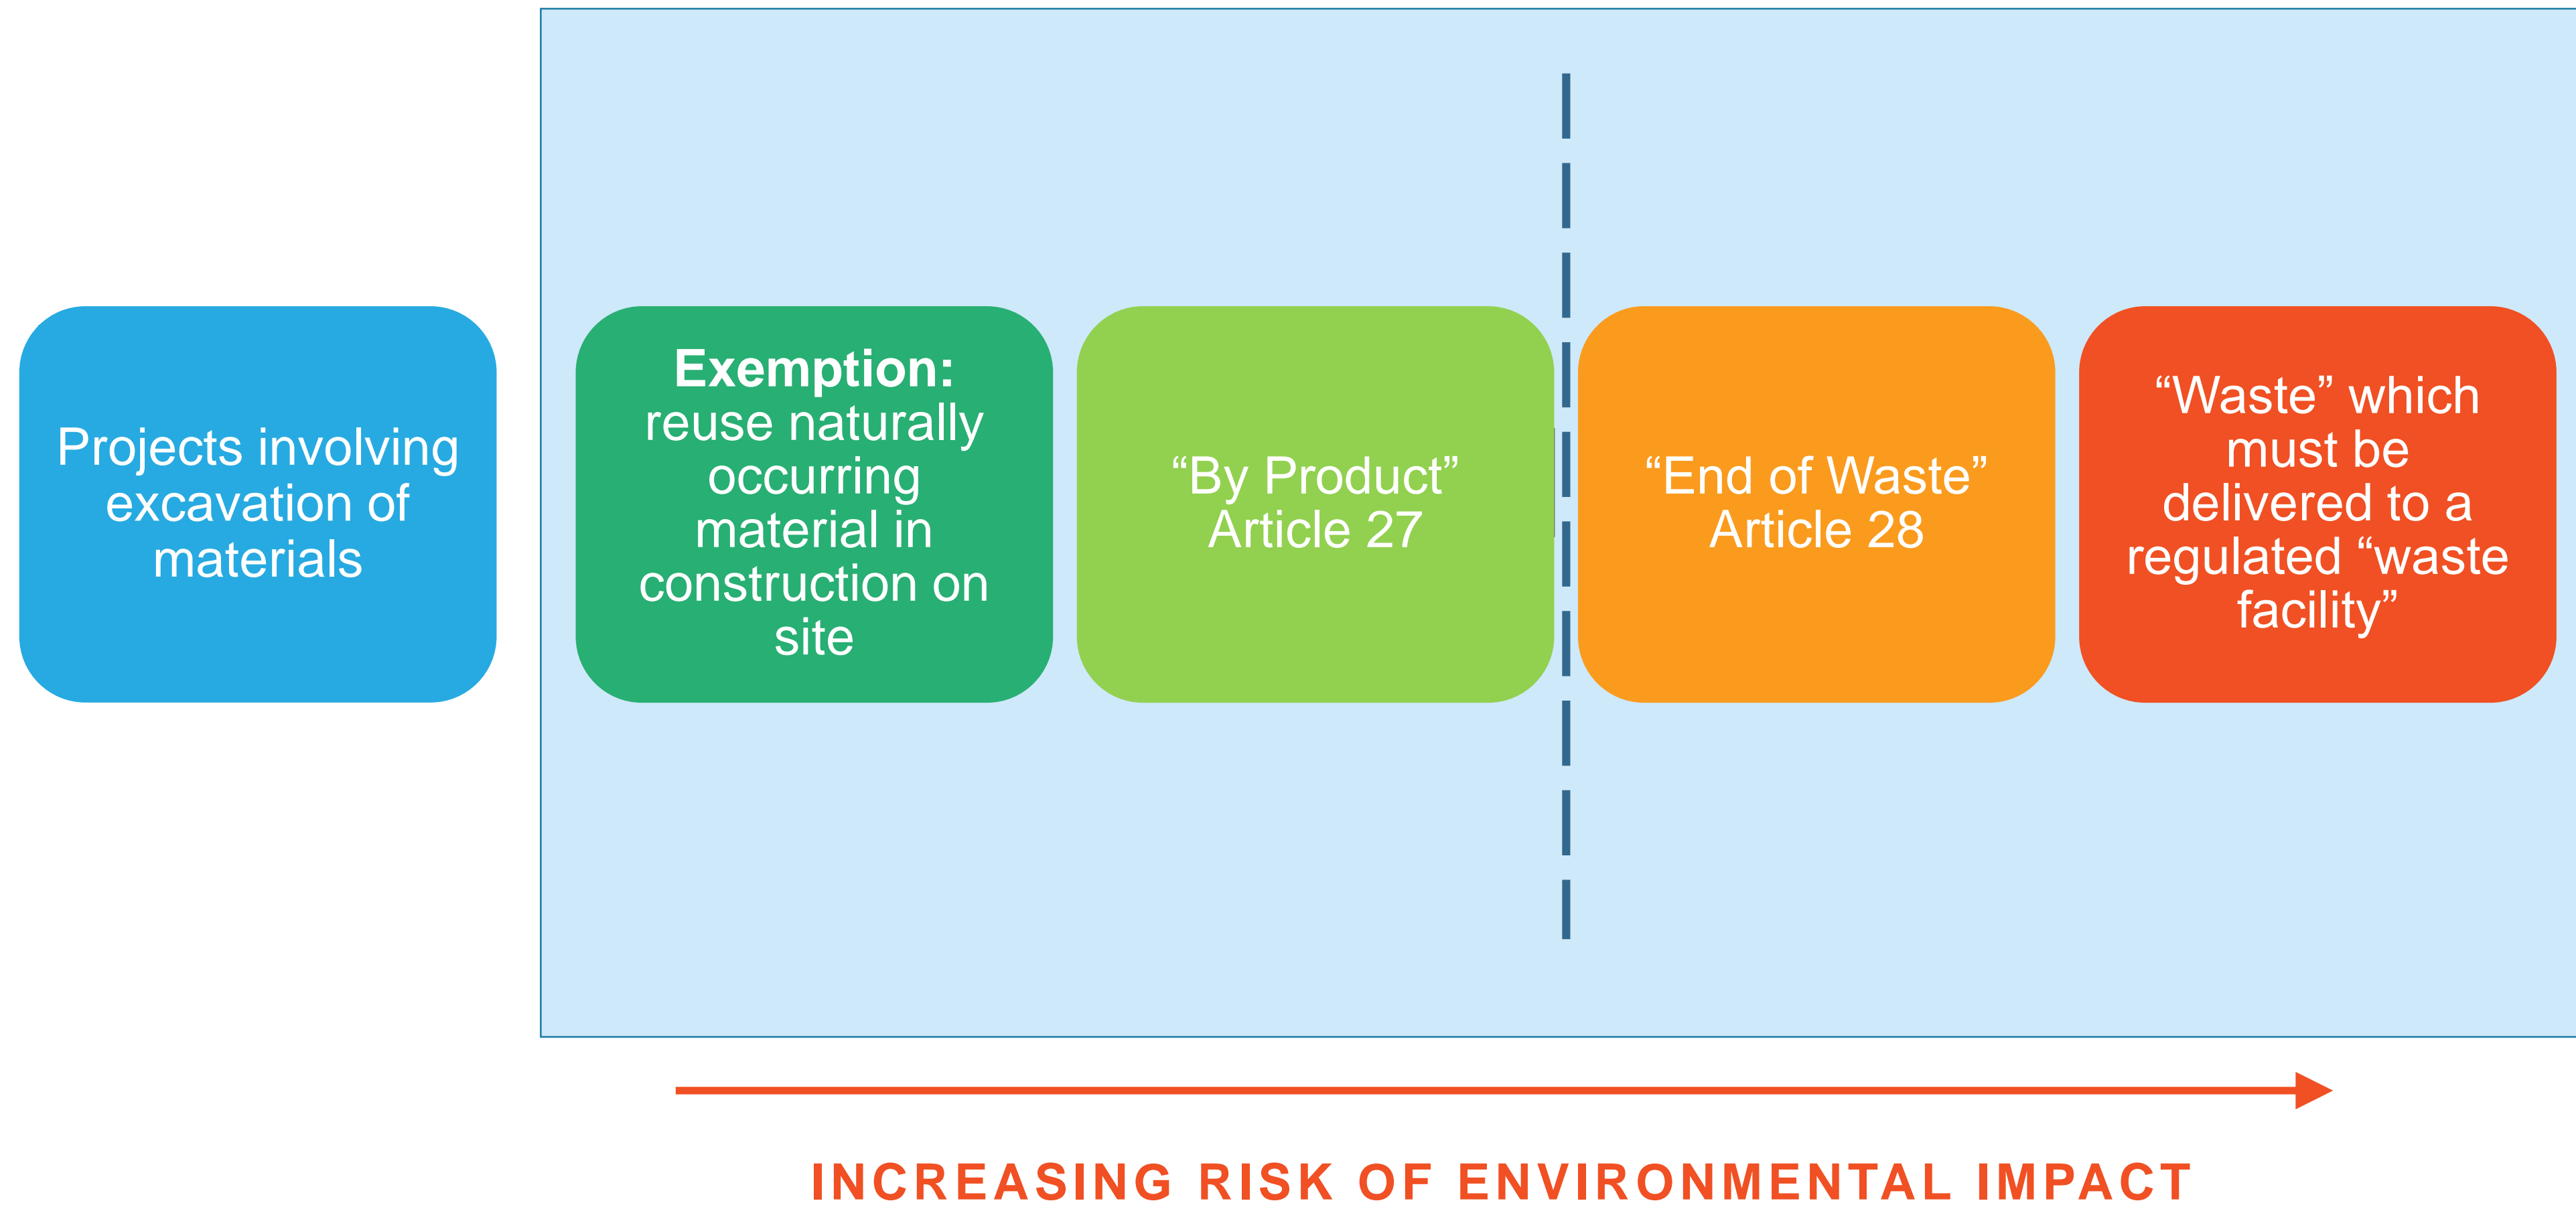 Projects involving
excavation of
materials
Exemption:
reuse naturally
occurring
material in
construction on
site
“By Product”
Article 27
“End of Waste”
Article 28
“Waste” which
must be
delivered to a
regulated “waste
facility”
INCREASING RISK OF ENVIRONMENTAL IMPACT